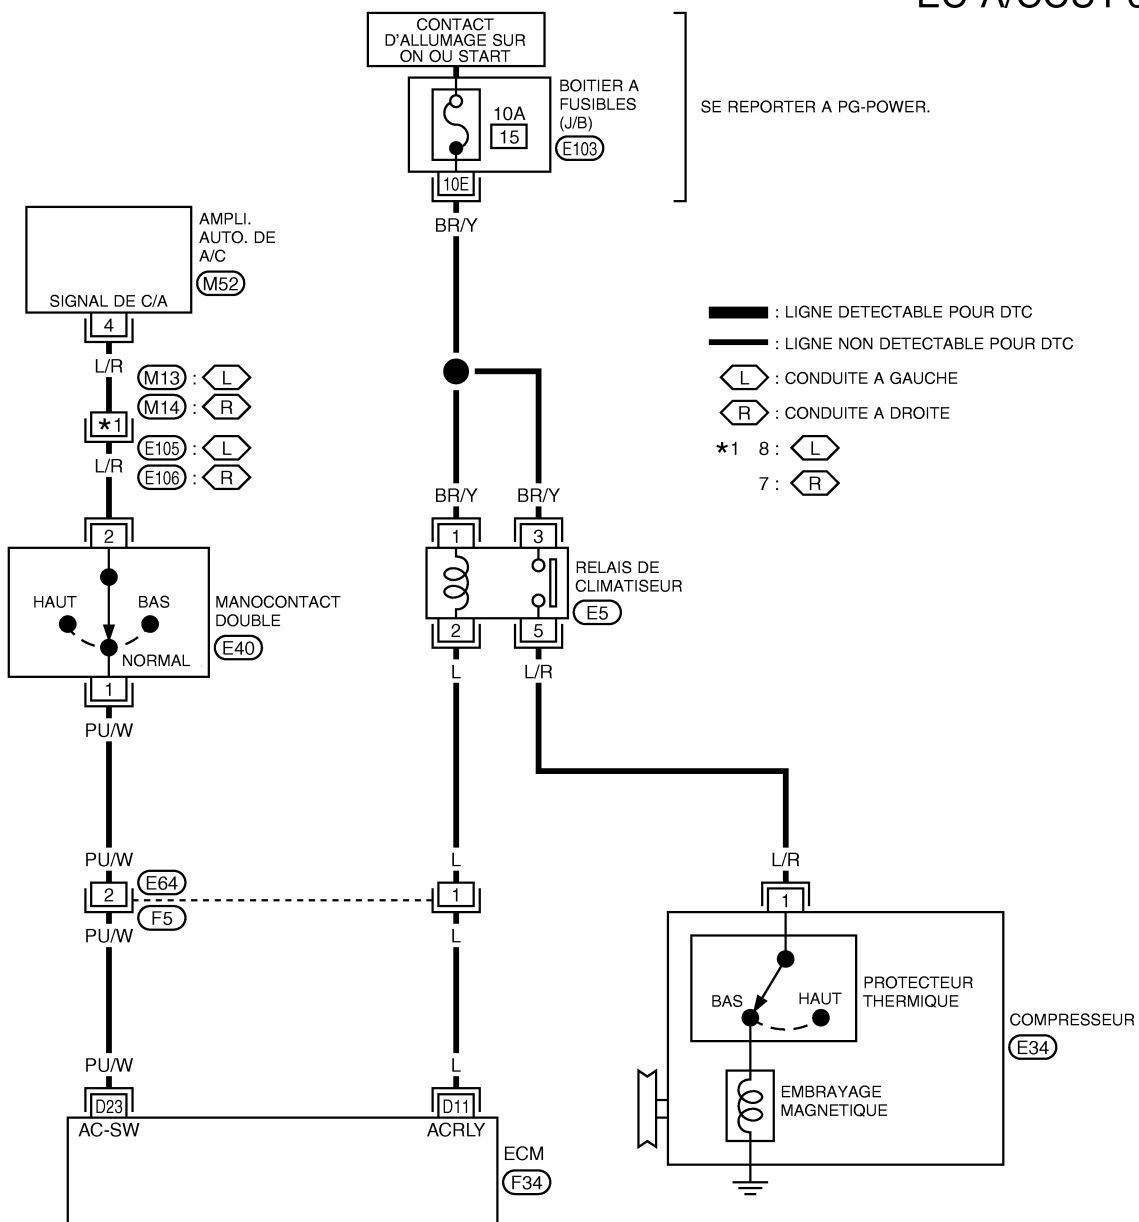 CONTACT
D'ALLUMAGE SUR
ON OU START
BOITIER A
FUSIBLES
(J/B)
E103
10A
15
10E
SE REPORTER A PG-POWER.
BR/Y
AMPLI.
AUTO. DE
A/C
M52
SIGNAL DE C/A
4
L/R
M13 : L
M14 : R
*1
E105 : L
E106 : R
L/R
: LIGNE DETECTABLE POUR DTC
: LIGNE NON DETECTABLE POUR DTC
L : CONDUITE A GAUCHE
R : CONDUITE A DROITE
*1 8 : L
7 : R
BR/Y BR/Y
2
HAUT BAS
NORMAL
MANOCONTACT
DOUBLE
E40
1
1 3
RELAIS DE
CLIMATISEUR
E5
2 5
L L/R
PU/W
PU/W L L/R
2 E64 1
F5
PU/W L
1
BAS HAUT
PROTECTEUR
THERMIQUE
COMPRESSEUR
E34
EMBRAYAGE
MAGNETIQUE
PU/W L
D23 D11
AC-SW ACRLY
ECM
F34